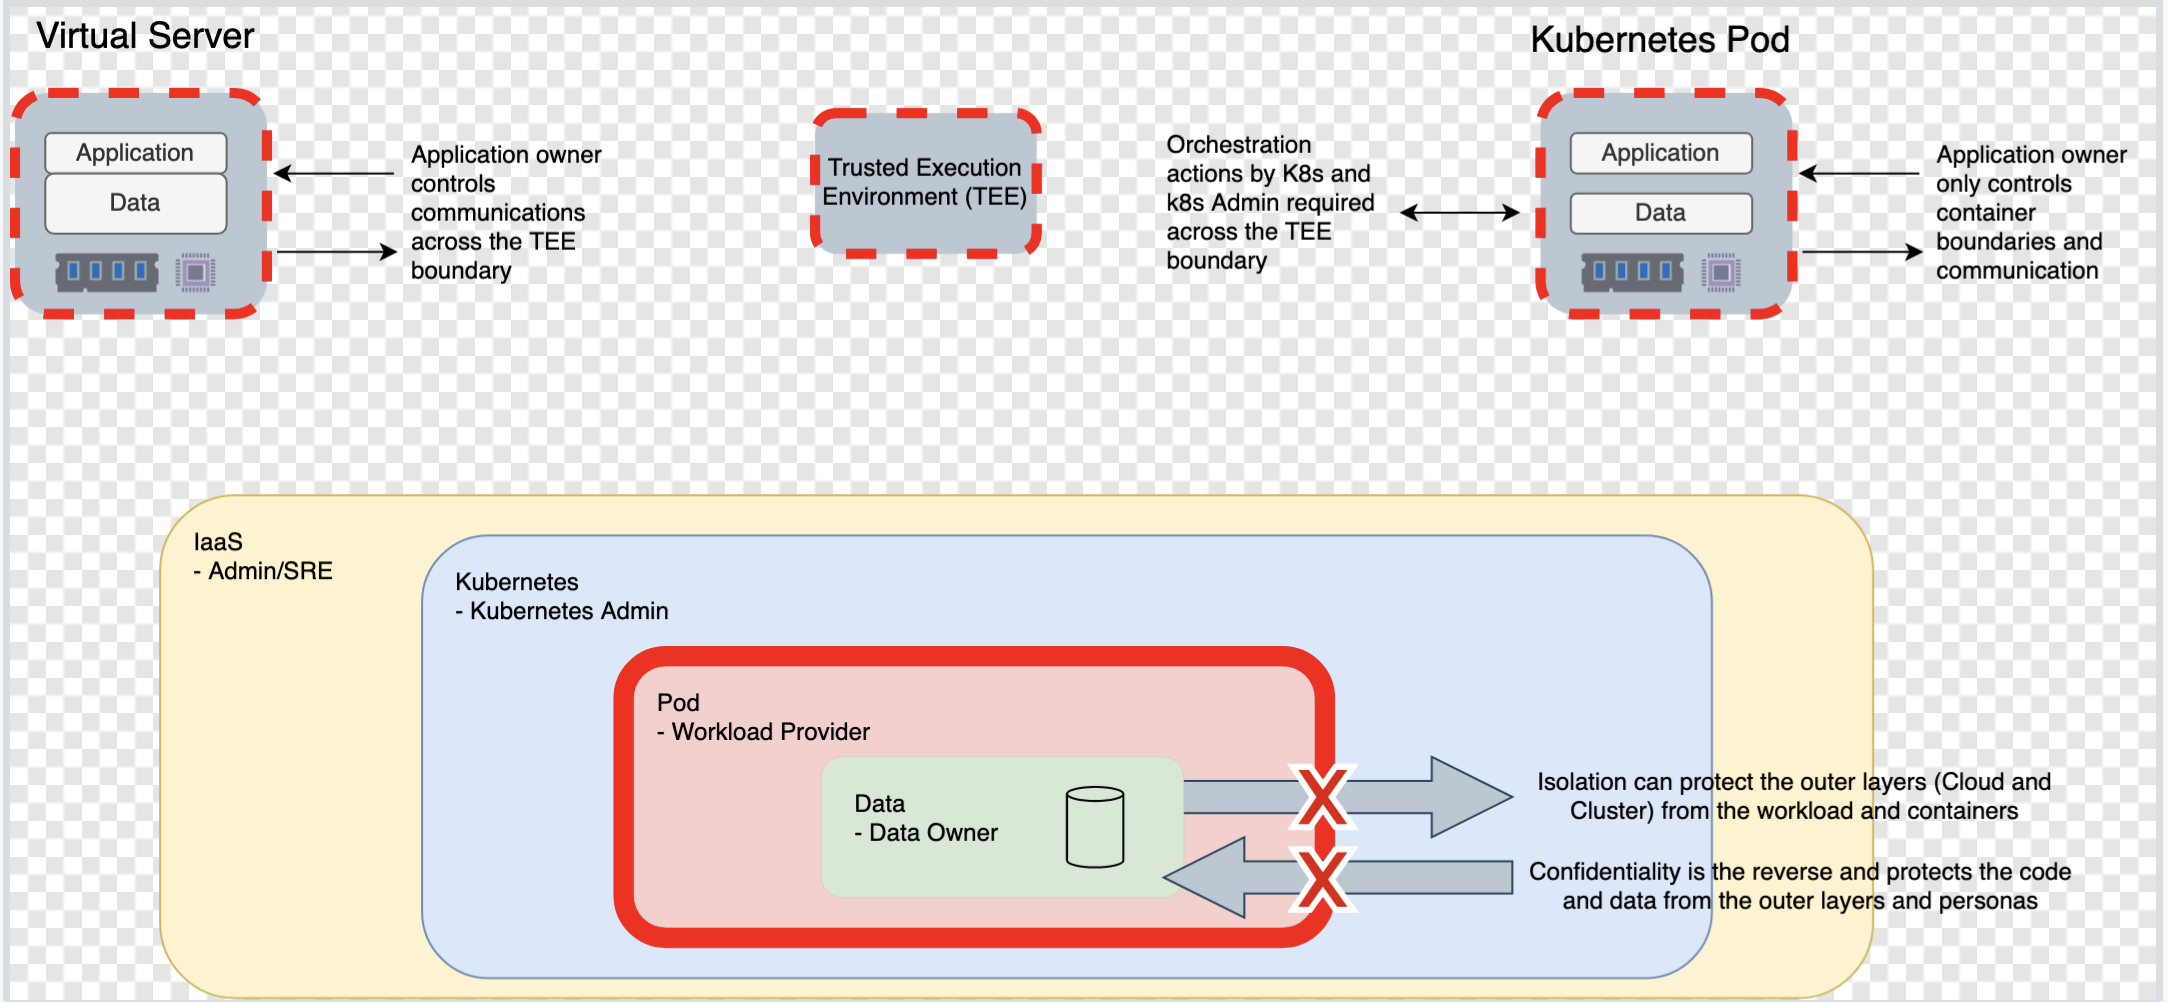 Virtual Server
Kubernetes Pod
Application
Data
Application owner
controls
communications
across the TEE
boundary
Trusted Execution
Environment (TEE)
Orchestration
actions by K8s and
k8s Admin required
across the TEE
boundary
Application
Data
Application owner
only controls
container
boundaries and
communication
IaaS
- Admin/SRE
Kubernetes
- Kubernetes Admin
Pod
- Workload Provider
Data
- Data Owner
X
Isolation can protect the outer layers (Cloud and
Cluster) from the workload and containers
X
Confidentiality is the reverse and protects the code
and data from the outer layers and personas